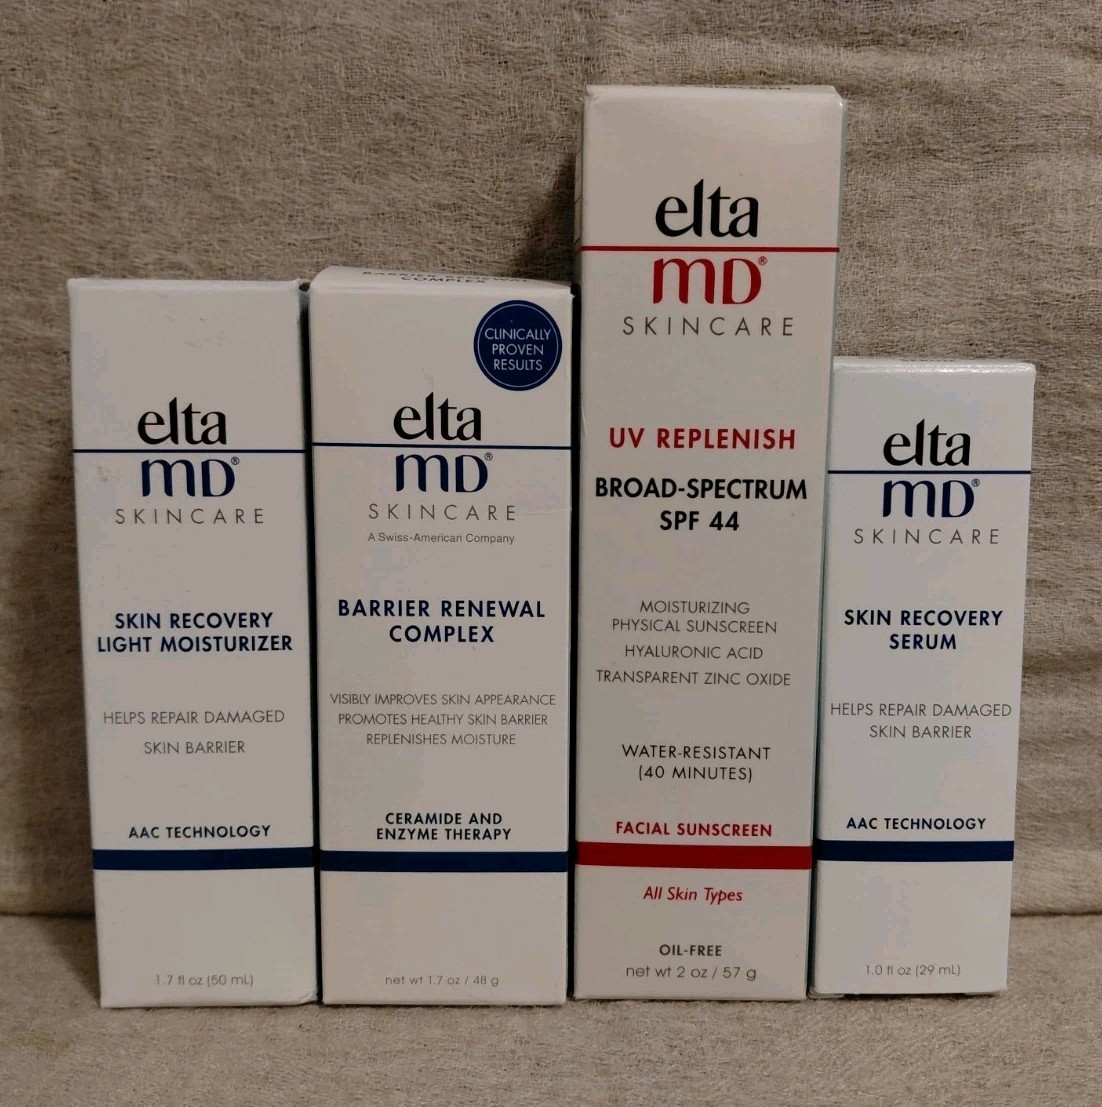 elta
MD®
SKINCARE
SKIN RECOVERY
LIGHT MOISTURIZER
HELPS REPAIR DAMAGED
SKIN BARRIER
AAC TECHNOLOGY
1.7 fl oz (50 mL)
COMPLEX
CLINICALLY
PROVEN
RESULTS
elta
MD®
SKINCARE
A Swiss-American Company
BARRIER RENEWAL
COMPLEX
VISIBLY IMPROVES SKIN APPEARANCE
PROMOTES HEALTHY SKIN BARRIER
REPLENISHES MOISTURE
CERAMIDE AND
ENZYME THERAPY
net wt 1.7 oz / 48 g
elta
MD®
SKINCARE
UV REPLENISH
BROAD-SPECTRUM
SPF 44
MOISTURIZING
PHYSICAL SUNSCREEN
HYALURONIC ACID
TRANSPARENT ZINC OXIDE
WATER-RESISTANT
(40 MINUTES)
FACIAL SUNSCREEN
All Skin Types
OIL-FREE
net wt 2 oz / 57 g
elta
MD®
SKINCARE
SKIN RECOVERY
SERUM
HELPS REPAIR DAMAGED
SKIN BARRIER
AAC TECHNOLOGY
1.0 fl oz (29 mL)